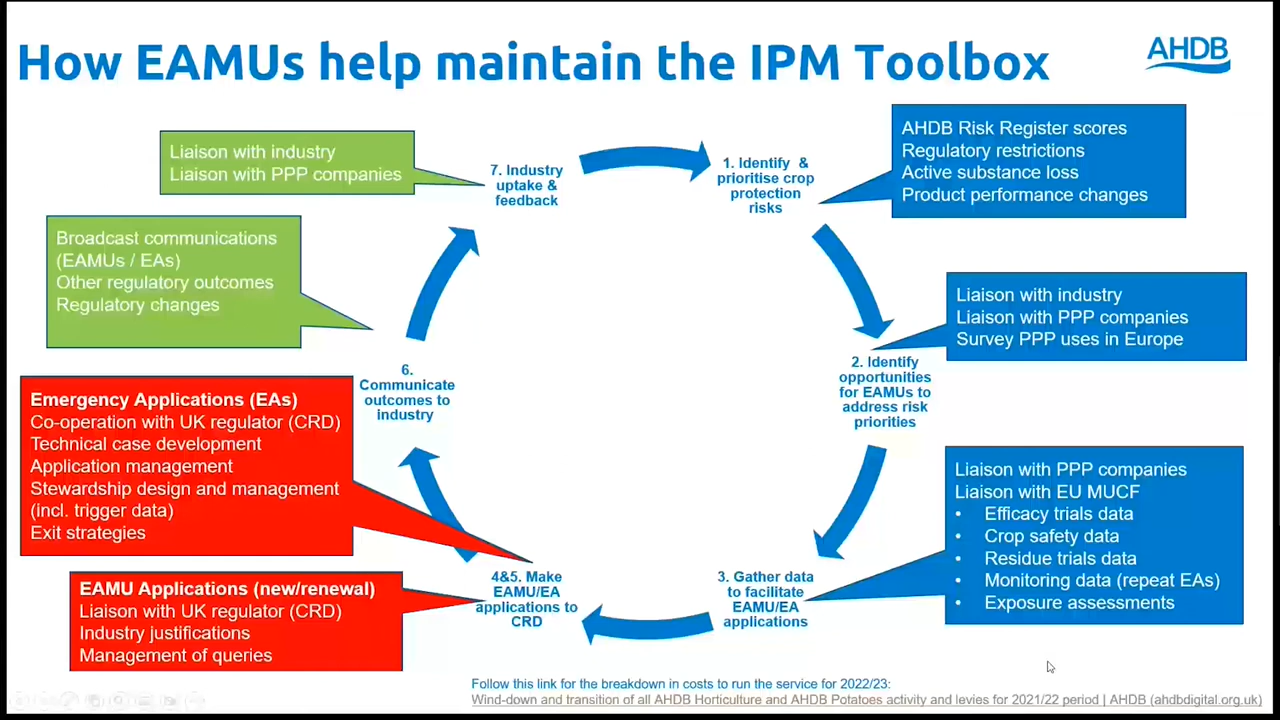 How EAMUs help maintain the IPM Toolbox
AHDB
Liaison with industry
Liaison with PPP companies
7. Industry
uptake &
feedback
1. Identify &
prioritise crop
protection
risks
AHDB Risk Register scores
Regulatory restrictions
Active substance loss
Product performance changes
Broadcast communications
(EAMUs / EAs)
Other regulatory outcomes
Regulatory changes
Liaison with industry
Liaison with PPP companies
Survey PPP uses in Europe
2. Identify
opportunities
for EAMUs to
address risk
priorities
6.
Communicate
outcomes to
industry
Emergency Applications (EAs)
Co-operation with UK regulator (CRD)
Technical case development
Application management
Stewardship design and management
(incl. trigger data)
Exit strategies
Liaison with PPP companies
Liaison with EU MUCF
• Efficacy trials data
• Crop safety data
• Residue trials data
• Monitoring data (repeat EAs)
• Exposure assessments
EAMU Applications (new/renewal)
Liaison with UK regulator (CRD)
Industry justifications
Management of queries
4&5. Make
EAMU/EA
applications to
CRD
3. Gather data
to facilitate
EAMU/EA
applications
Follow this link for the breakdown in costs to run the service for 2022/23:
Wind-down and transition of all AHDB Horticulture and AHDB Potatoes activity and levies for 2021/22 period | AHDB (ahdbdigital.org.uk)